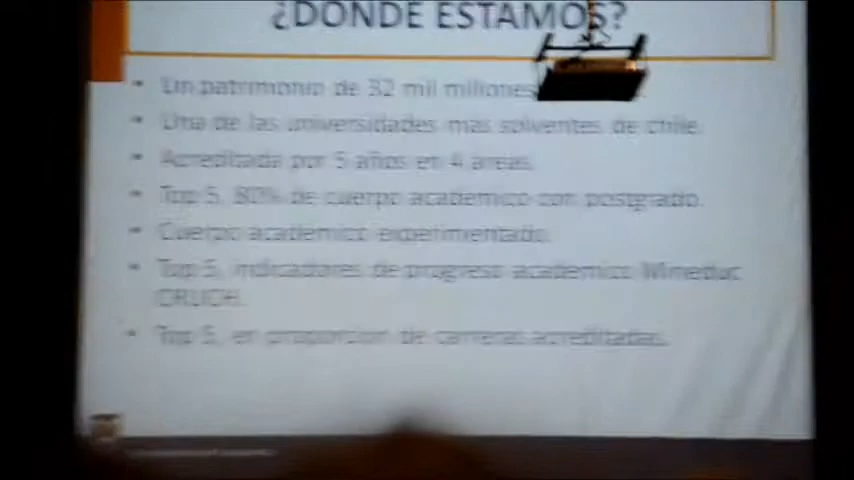 ¿DÓNDE ESTAMOS?
• Un patrimonio de 32 mil millones
• Una de las universidades mas solventes de chile.
• Acreditada por 5 años en 4 areas.
• Top 5, 80% de cuerpo academico con postgrado.
• Cuerpo academico experimentado.
• Top 5, indicadores de progreso academico Mineduc
CRUCH.
• Top 5, en proporcion de carreras acreditadas.